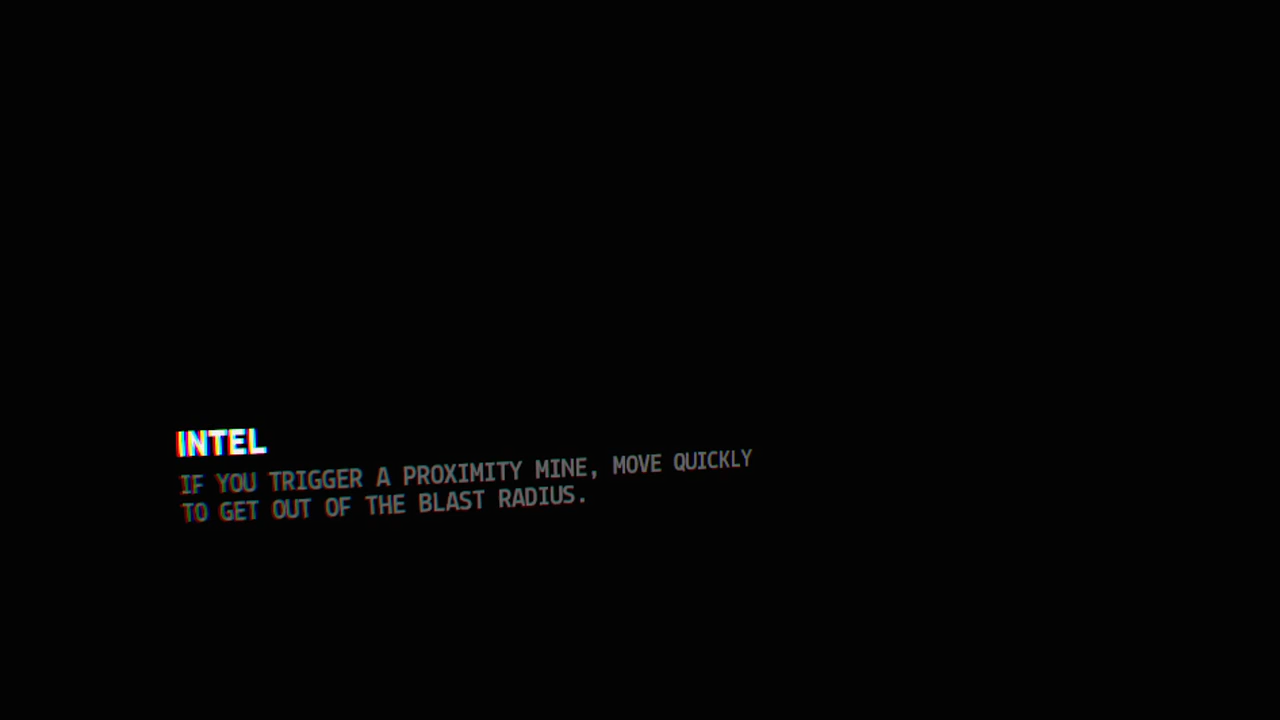 INTEL
IF YOU TRIGGER A PROXIMITY MINE, MOVE QUICKLY
TO GET OUT OF THE BLAST RADIUS.